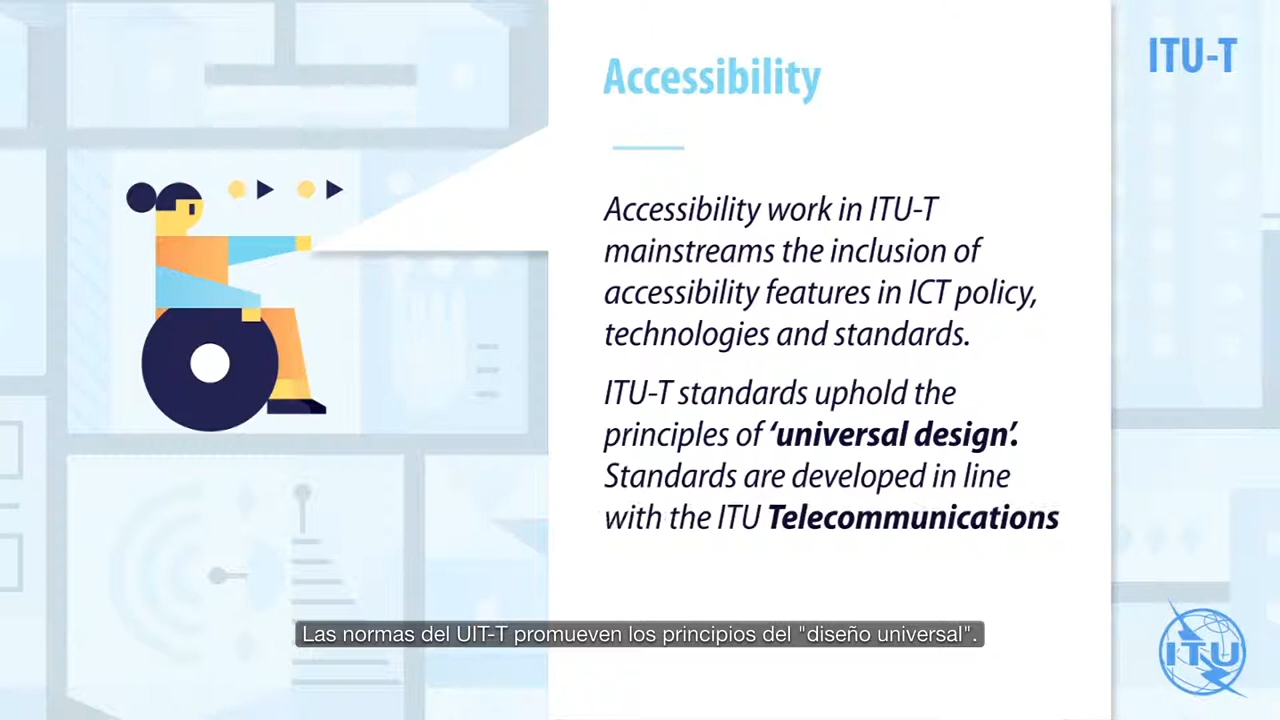 Accessibility
ITU-T
Accessibility work in ITU-T
mainstreams the inclusion of
accessibility features in ICT policy,
technologies and standards.
ITU-T standards uphold the
principles of ‘universal design’.
Standards are developed in line
with the ITU Telecommunications
Las normas del UIT-T promueven los principios del "diseño universal".
ITU